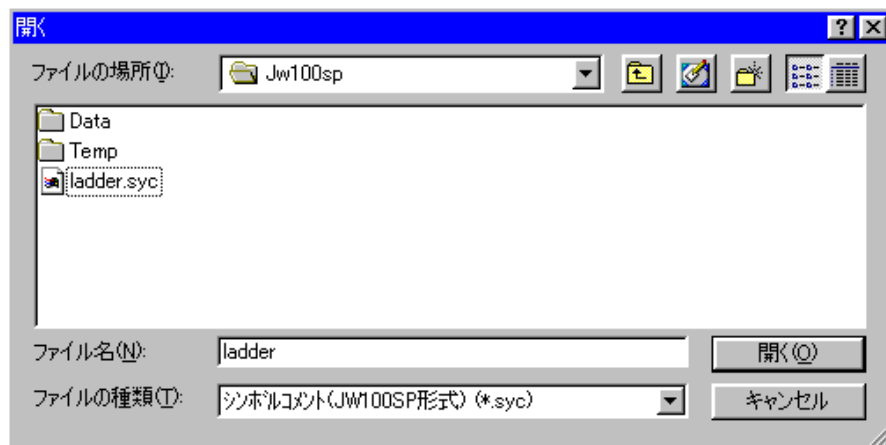 開く
ファイルの場所(I): Jw100sp
Data
Temp
ladder.syc
ファイル名(N): ladder 開く(O)
ファイルの種類(T): シンボルコメント(JW100SP形式) (*.syc) キャンセル